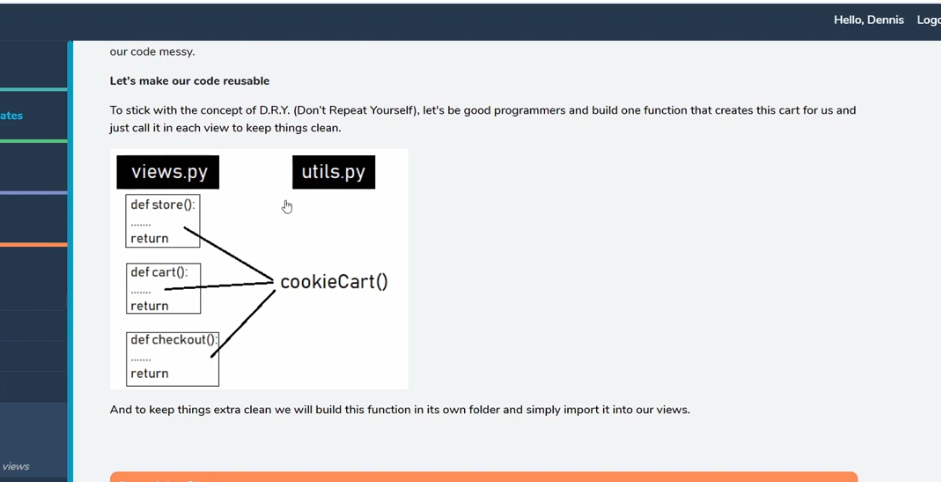 Hello, Dennis
our code messy.
Let's make our code reusable
ates
To stick with the concept of D.R.Y. (Don't Repeat Yourself), let's be good programmers and build one function that creates this cart for us and
just call it in each view to keep things clean.
views.py
utils.py
def store():
.......
return
def cart():
.......
return
cookieCart()
def checkout():
.......
return
And to keep things extra clean we will build this function in its own folder and simply import it into our views.
views